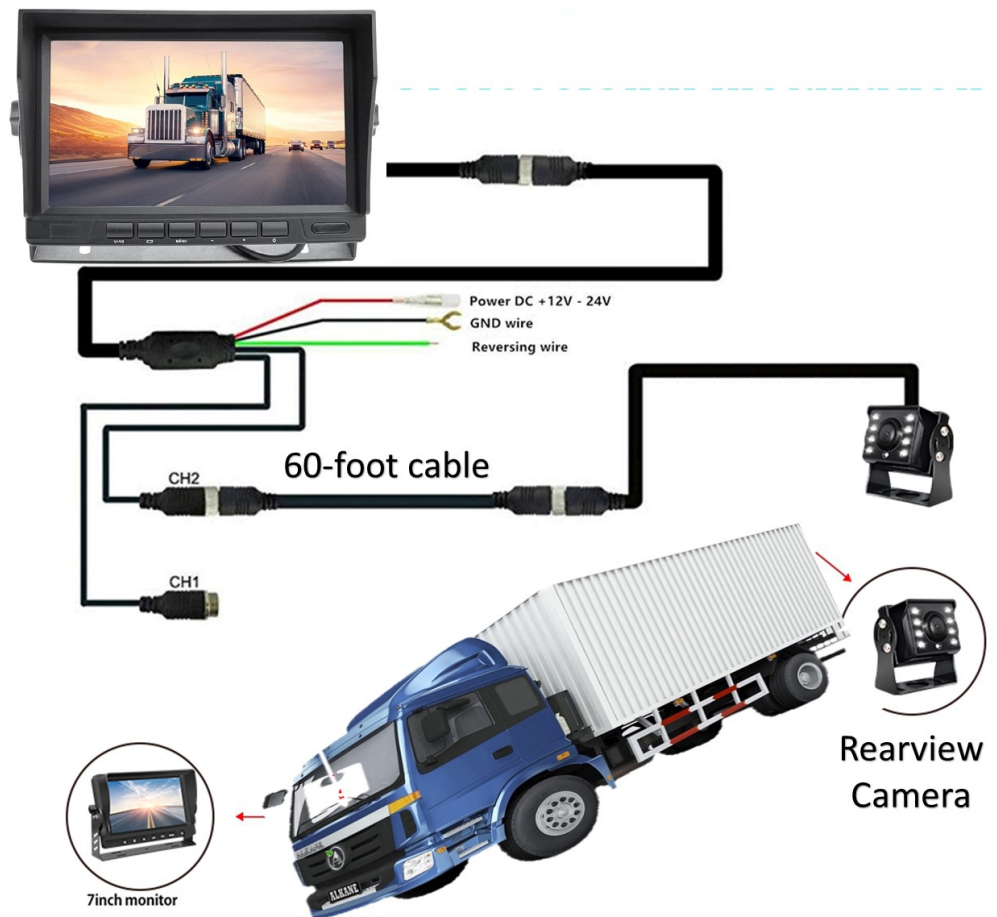 MENU
Power DC +12V - 24V
GND wire
Reversing wire
60-foot cable
CH2
CH1
Rearview
Camera
ALKANE
7inch monitor